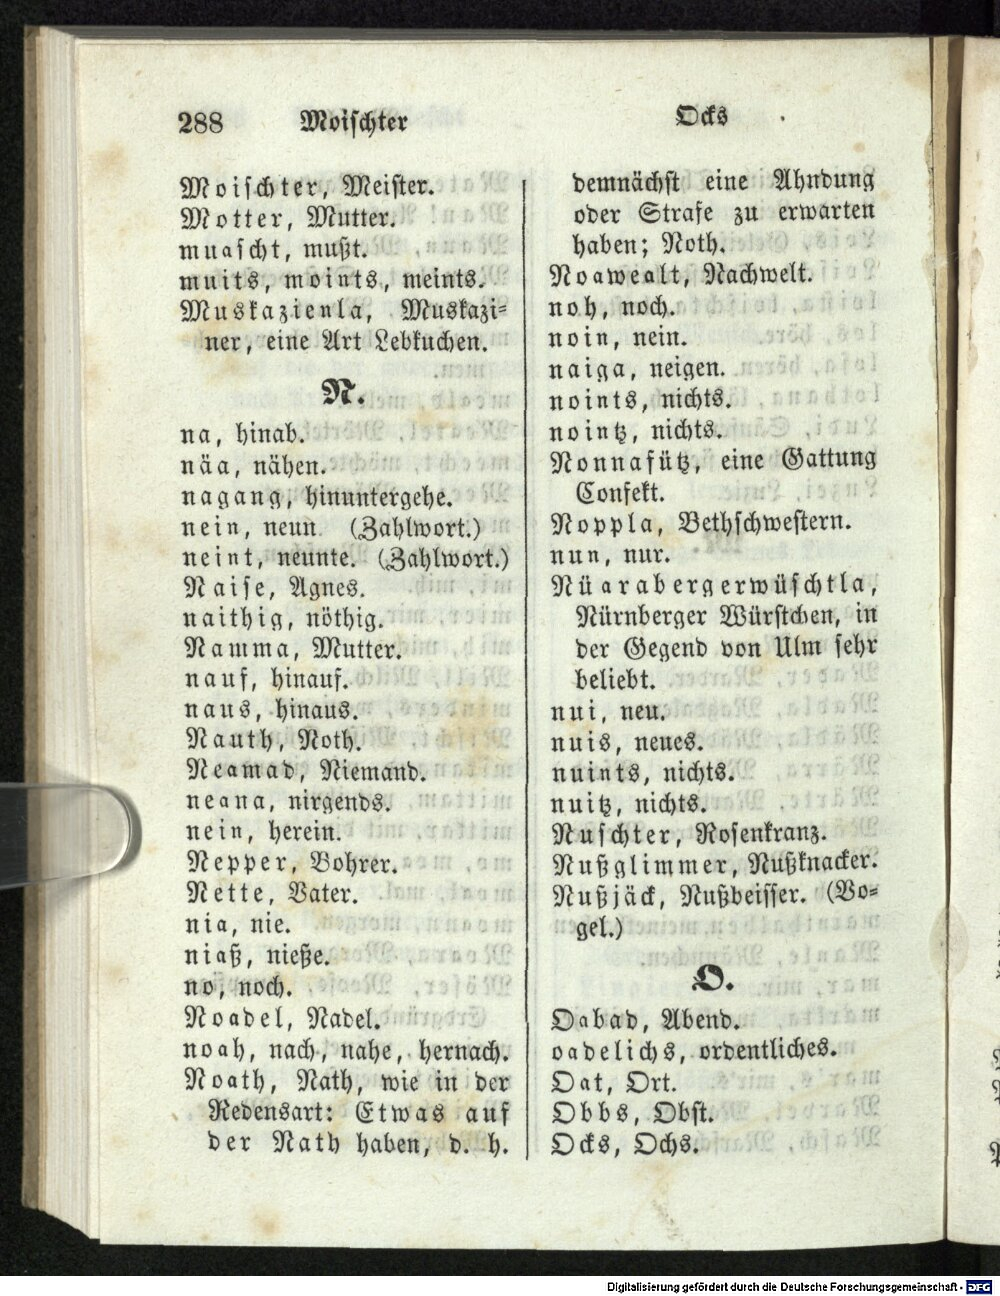 288 Moischter Ocks
Moischter, Meister.
Motter, Mutter.
muascht, mußt.
muits, moints, meints.
Muskazienla, Muskazi-
ner, eine Art Lebkuchen.
N.
na, hinab.
näa, nähen.
nagang, hinuntergehe.
nein, neun (Zahlwort.)
neint, neunte. (Zahlwort.)
Naise, Agnes.
naithig, nöthig.
Namma, Mutter.
nauf, hinauf.
naus, hinaus.
Nauth, Noth.
Neamad, Niemand.
neana, nirgends.
nein, herein.
Nepper, Bohrer.
Nette, Vater.
nia, nie.
niaß, nieße.
no, noch.
Noadel, Nadel.
noah, nach, nahe, hernach.
Noath, Nath, wie in der
Redensart: Etwas auf
der Nath haben, d. h.
demnächst eine Ahndung
oder Strafe zu erwarten
haben; Noth.
Noawealt, Nachwelt.
noh, noch.
noin, nein.
naiga, neigen.
noints, nichts.
nointz, nichts.
Nonnafütz, eine Gattung
Confekt.
Noppla, Bethschwestern.
nun, nur.
Nüarabergerwüschtla,
Nürnberger Würstchen, in
der Gegend von Ulm sehr
beliebt.
nui, neu.
nuis, neues.
nuints, nichts.
nuitz, nichts.
Nuschter, Rosenkranz.
Nußglimmer, Nußknacker.
Nußjäck, Nußbeisser. (Vo-
gel.)
O.
Oabad, Abend.
oadelichs, ordentliches.
Oat, Ort.
Obbs, Obst.
Ocks, Ochs.
Digitalisierung gefördert durch die Deutsche Forschungsgemeinschaft - DFG